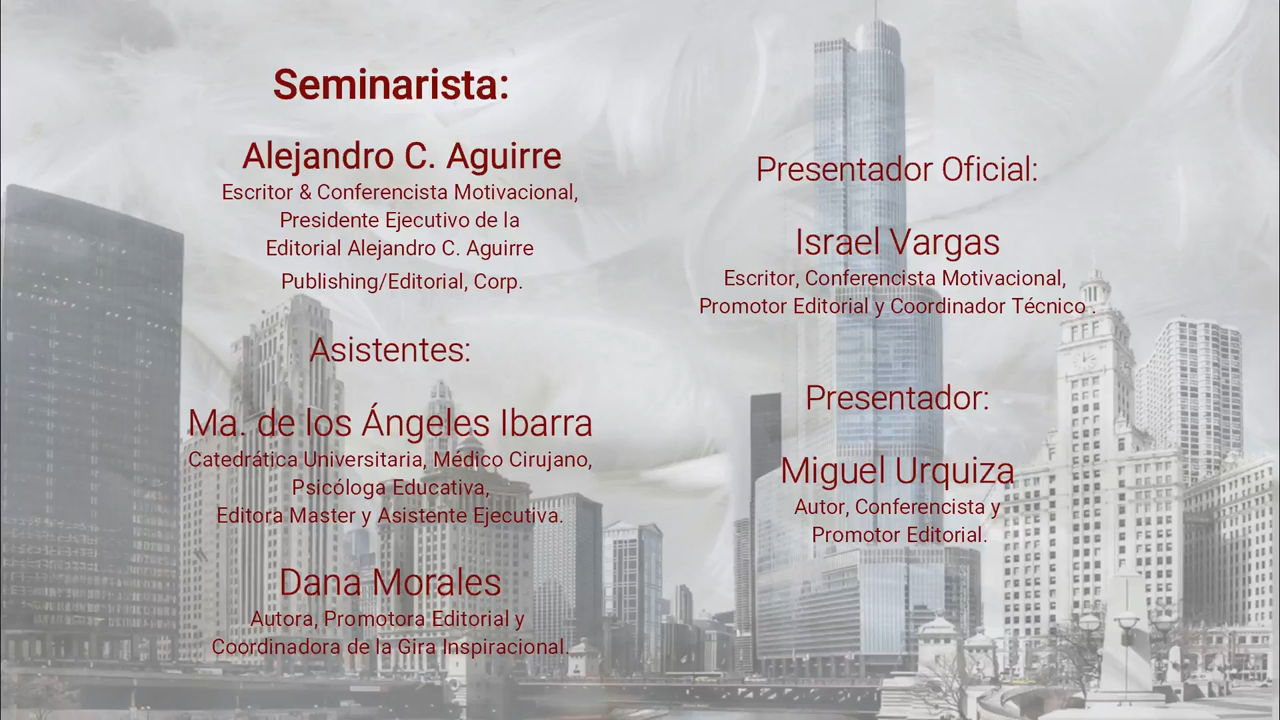 Seminarista:
Alejandro C. Aguirre
Escritor & Conferencista Motivacional,
Presidente Ejecutivo de la
Editorial Alejandro C. Aguirre
Publishing/Editorial, Corp.
Asistentes:
Ma. de los Ángeles Ibarra
Catedrática Universitaria, Médico Cirujano,
Psicóloga Educativa,
Editora Master y Asistente Ejecutiva.
Dana Morales
Autora, Promotora Editorial y
Coordinadora de la Gira Inspiracional.
Presentador Oficial:
Israel Vargas
Escritor, Conferencista Motivacional,
Promotor Editorial y Coordinador Técnico .
Presentador:
Miguel Urquiza
Autor, Conferencista y
Promotor Editorial.